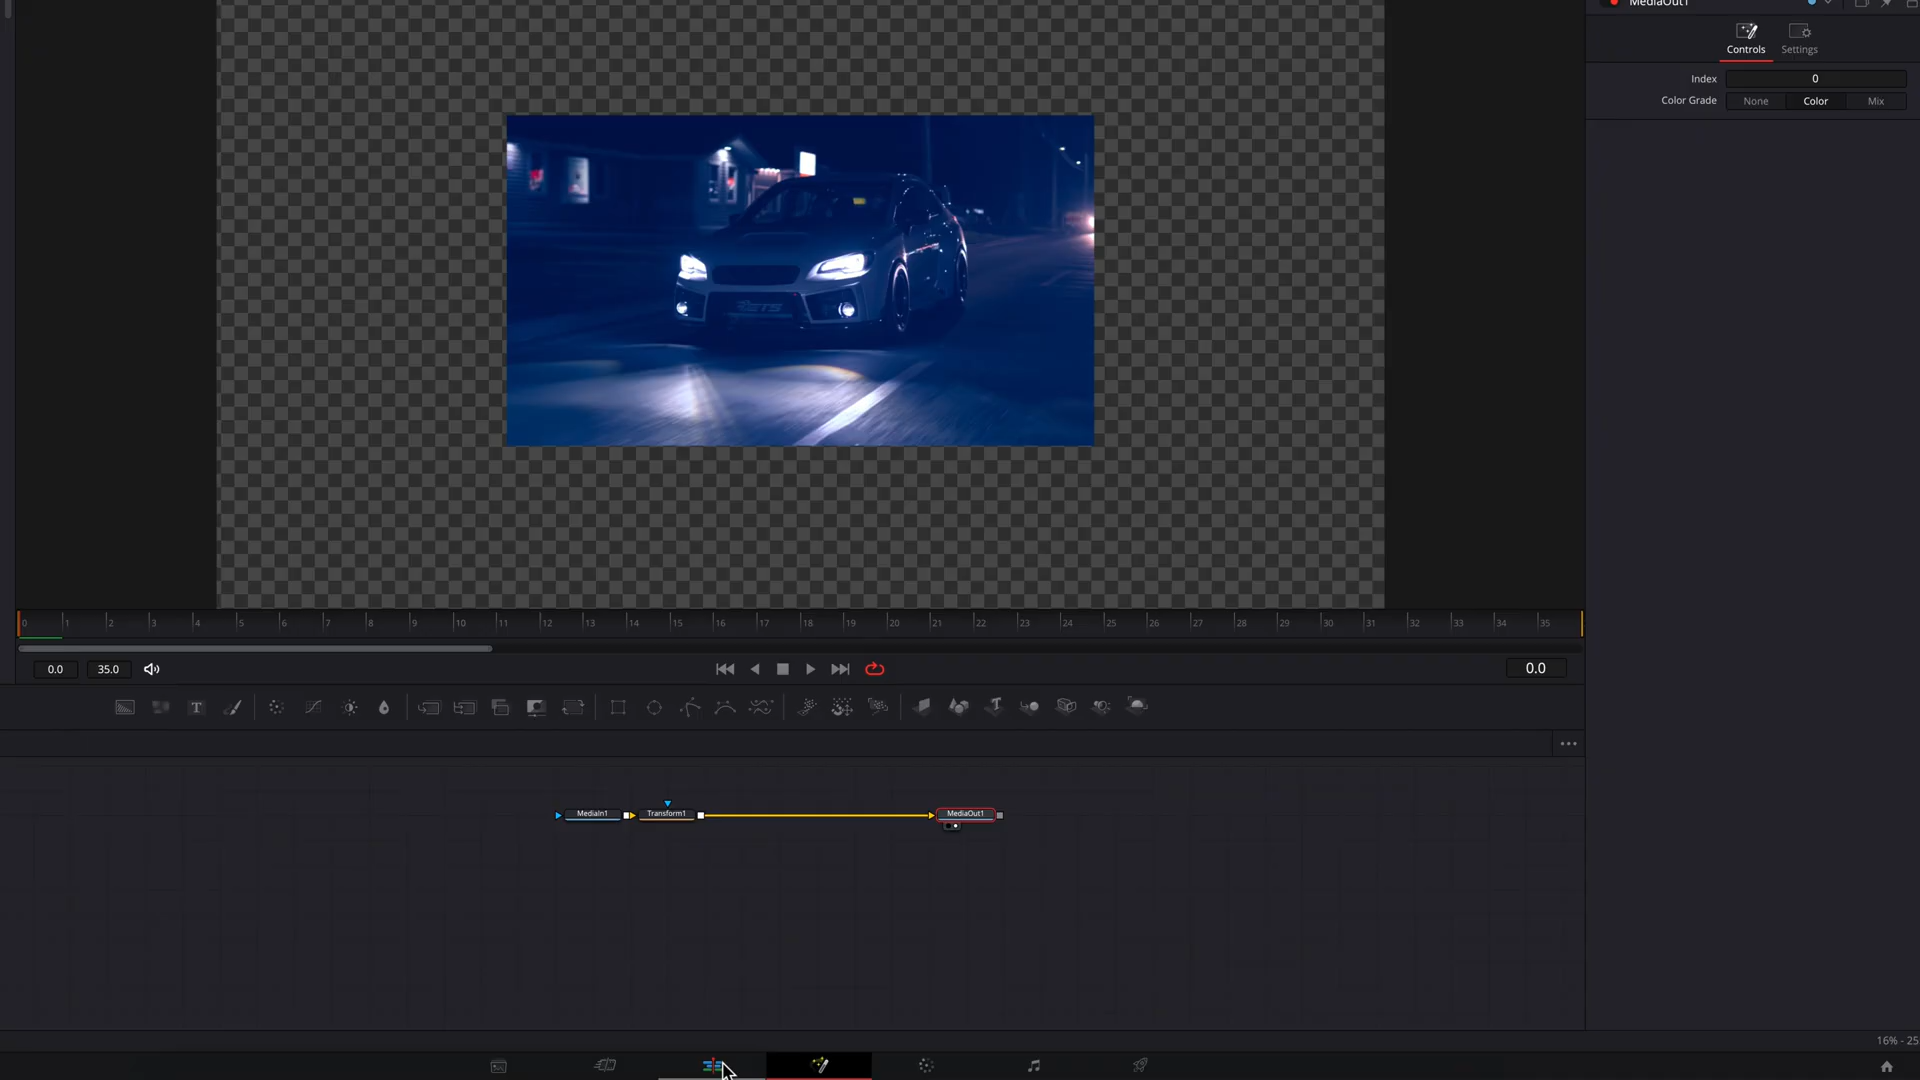 MediaOut1
Controls Settings
Index 0
Color Grade None Color Mix
0 1 2 3 4 5 6 7 8 9 10 11 12 13 14 15 16 17 18 19 20 21 22 23 24 25 26 27 28 29 30 31 32 33 34 35
0.0 35.0 0.0
T
MediaIn1 Transform1 MediaOut1
16% - 25